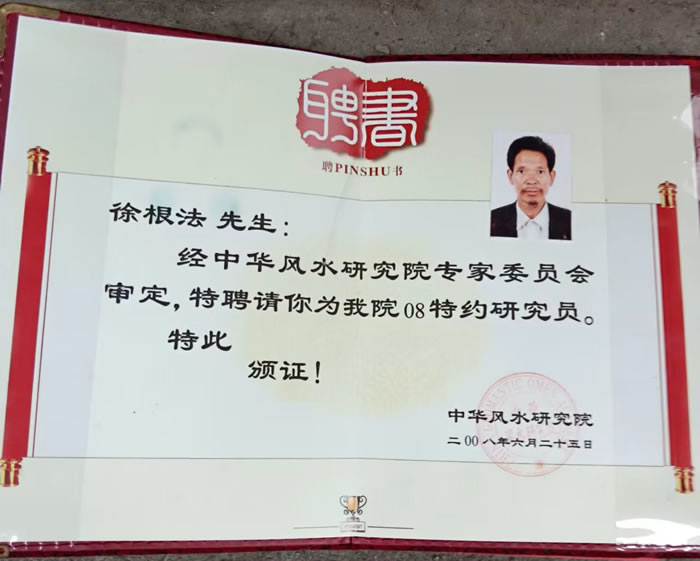 聘書
聘PINSHU书
徐根法 先生：
经中华风水研究院专家委员会
审定，特聘请你为我院08特约研究员。
特此
颁证！
中华风水研究院
二00八年六月二十五日